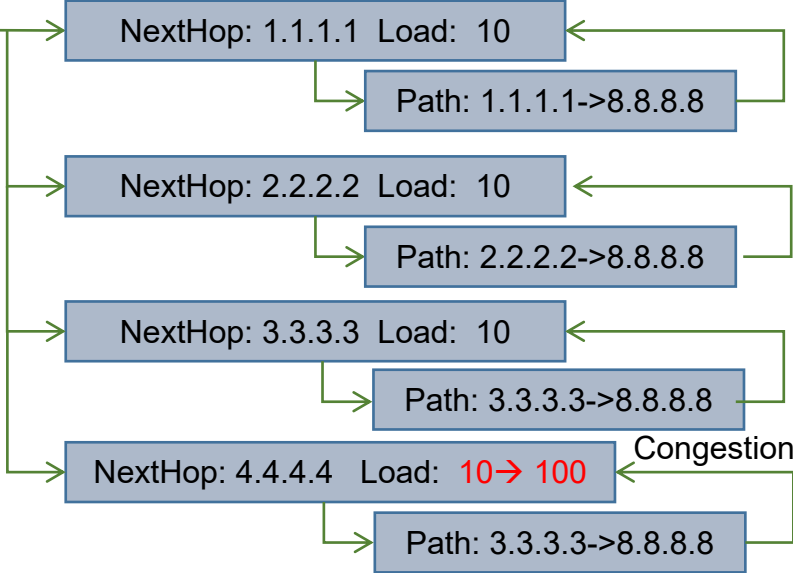 NextHop: 1.1.1.1 Load: 10
Path: 1.1.1.1->8.8.8.8
NextHop: 2.2.2.2 Load: 10
Path: 2.2.2.2->8.8.8.8
NextHop: 3.3.3.3 Load: 10
Path: 3.3.3.3->8.8.8.8
Congestion
NextHop: 4.4.4.4 Load: 10→ 100
Path: 3.3.3.3->8.8.8.8